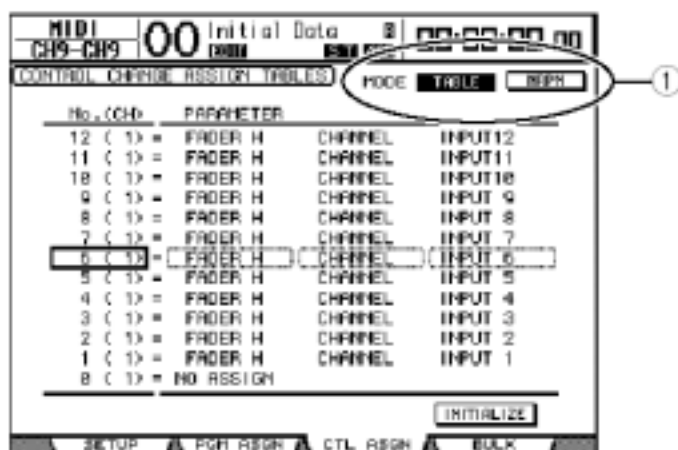 MIDI
CH9-CH9
00 Initial Data
EDIT
00:00:00.00
CONTROL CHANGE ASSIGN TABLES
MODE TABLE NRPN
①
No.(CH) PARAMETER
12 ( 1) = FADER H CHANNEL INPUT12
11 ( 1) = FADER H CHANNEL INPUT11
10 ( 1) = FADER H CHANNEL INPUT10
9 ( 1) = FADER H CHANNEL INPUT 9
8 ( 1) = FADER H CHANNEL INPUT 8
7 ( 1) = FADER H CHANNEL INPUT 7
6 ( 1) = FADER H CHANNEL INPUT 6
5 ( 1) = FADER H CHANNEL INPUT 5
4 ( 1) = FADER H CHANNEL INPUT 4
3 ( 1) = FADER H CHANNEL INPUT 3
2 ( 1) = FADER H CHANNEL INPUT 2
1 ( 1) = FADER H CHANNEL INPUT 1
0 ( 1) = NO ASSIGN
INITIALIZE
SETUP PGM ASGN CTL ASGN BULK